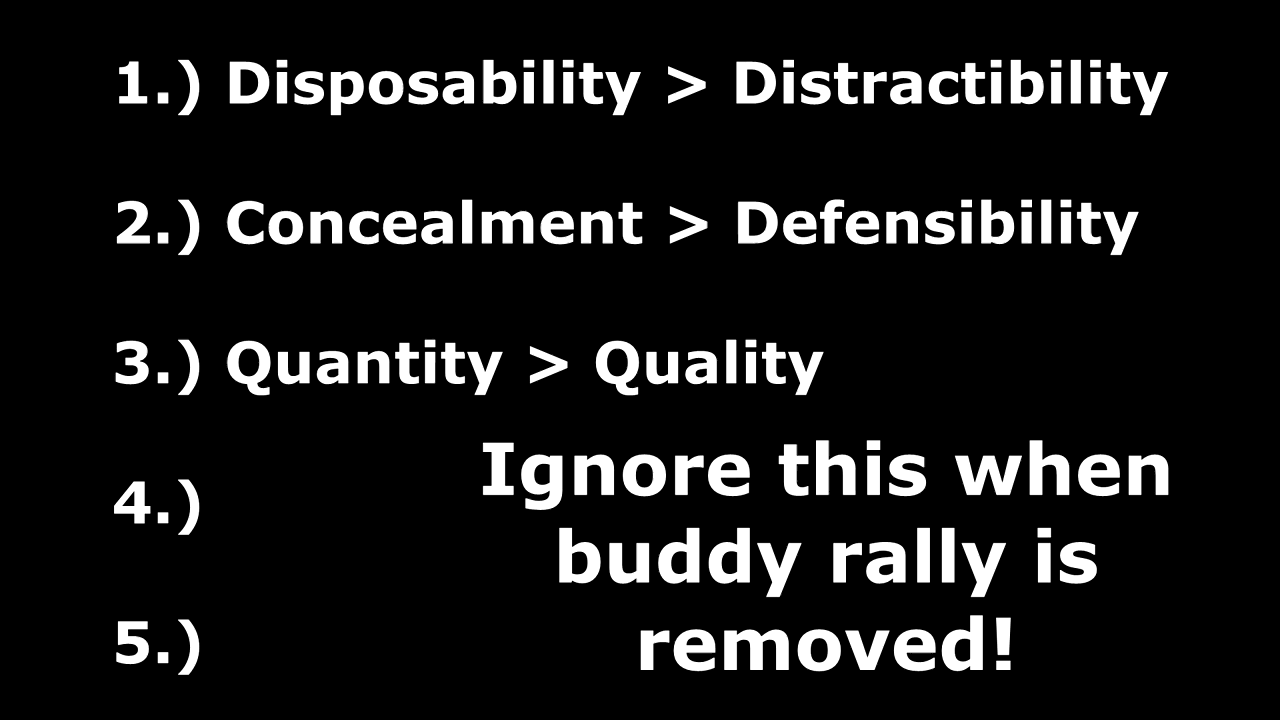 1.) Disposability > Distractibility
2.) Concealment > Defensibility
3.) Quantity > Quality
4.)
5.)
Ignore this when
buddy rally is
removed!